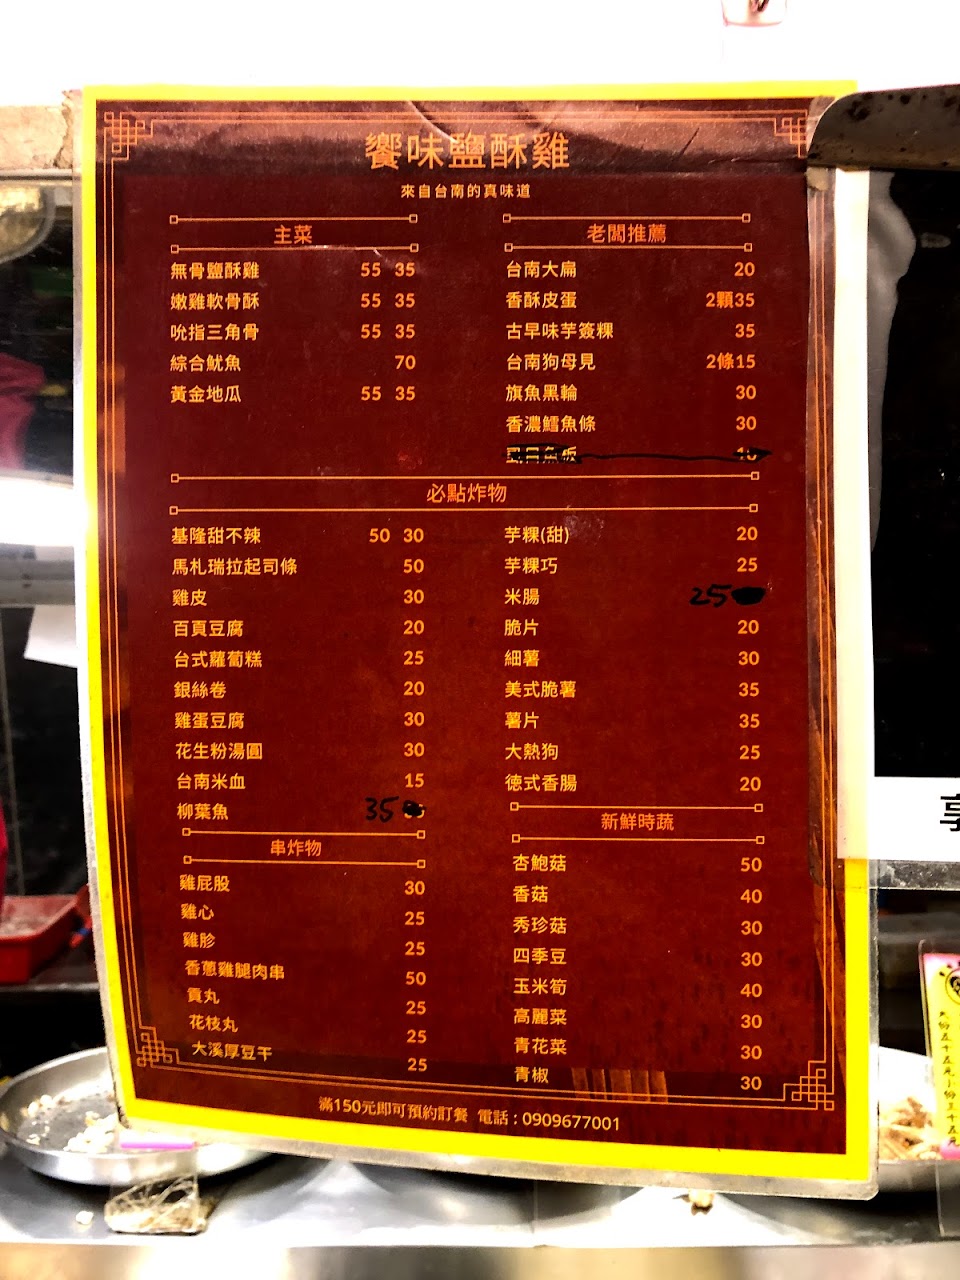 饗味鹽酥雞
來自台南的真味道
主菜
無骨鹽酥雞 55 35
嫩雞軟骨酥 55 35
吮指三角骨 55 35
綜合魷魚 70
黃金地瓜 55 35
老闆推薦
台南大扁 20
香酥皮蛋 2顆35
古早味芋簽粿 35
台南狗母見 2條15
旗魚黑輪 30
香濃鱈魚條 30
必點炸物
基隆甜不辣 50 30
馬札瑞拉起司條 50
雞皮 30
百頁豆腐 20
台式蘿蔔糕 25
銀絲卷 20
雞蛋豆腐 30
花生粉湯圓 30
台南米血 15
柳葉魚 35
芋粿(甜) 20
芋粿巧 25
米腸 25
脆片 20
細薯 30
美式脆薯 35
薯片 35
大熱狗 25
德式香腸 20
串炸物
雞屁股 30
雞心 25
雞胗 25
香蔥雞腿肉串 50
貢丸 25
花枝丸 25
大溪厚豆干 25
新鮮時蔬
杏鮑菇 50
香菇 40
秀珍菇 30
四季豆 30
玉米筍 40
高麗菜 30
青花菜 30
青椒 30
滿150元即可預約訂餐 電話：0909677001